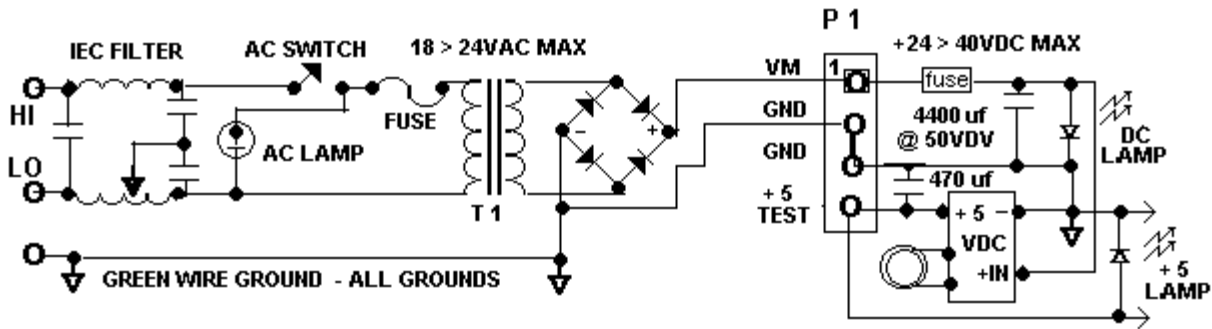 P 1
IEC FILTER
AC SWITCH
18 > 24VAC MAX
+24 > 40VDC MAX
VM
1
fuse
HI
FUSE
GND
4400 uf
@ 50VDV
DC
LAMP
AC LAMP
- +
GND
LO
470 uf
T 1
+ 5
TEST
+ 5 -
VDC
+IN
GREEN WIRE GROUND - ALL GROUNDS
+ 5
LAMP